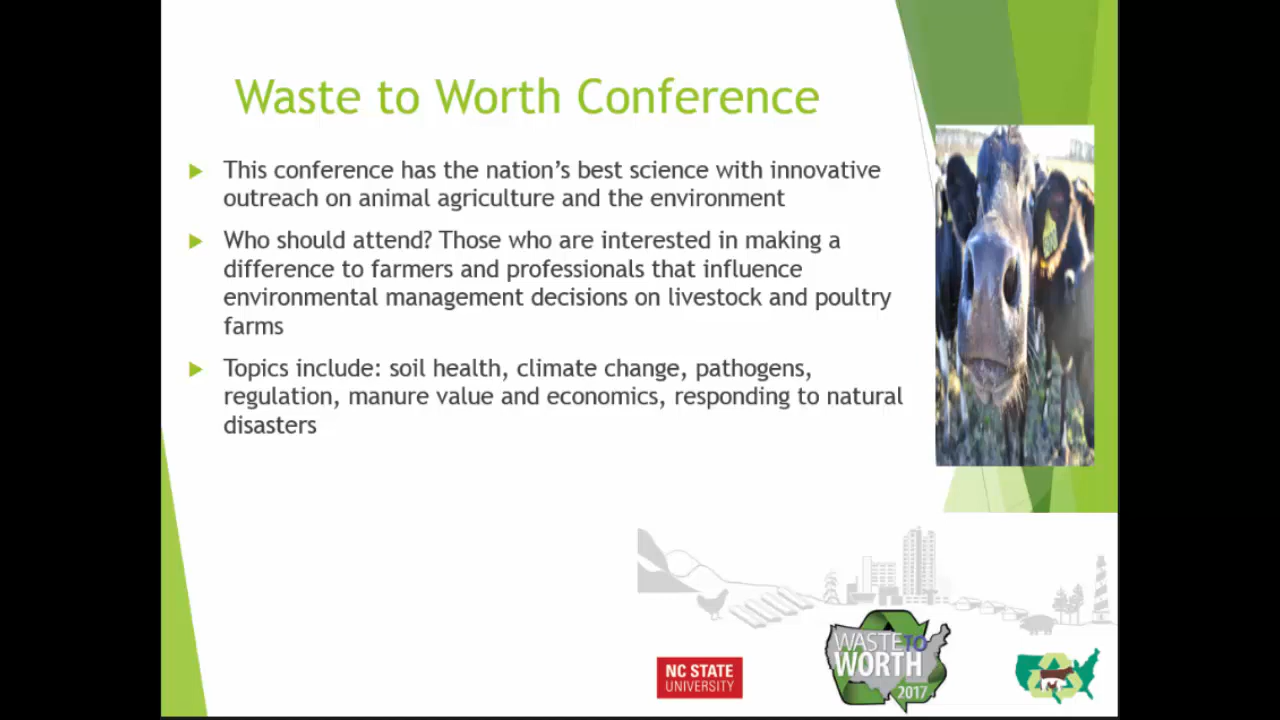 Waste to Worth Conference
This conference has the nation's best science with innovative
outreach on animal agriculture and the environment
Who should attend? Those who are interested in making a
difference to farmers and professionals that influence
environmental management decisions on livestock and poultry
farms
Topics include: soil health, climate change, pathogens,
regulation, manure value and economics, responding to natural
disasters
WASTE TO
WORTH
2017
NC STATE
UNIVERSITY